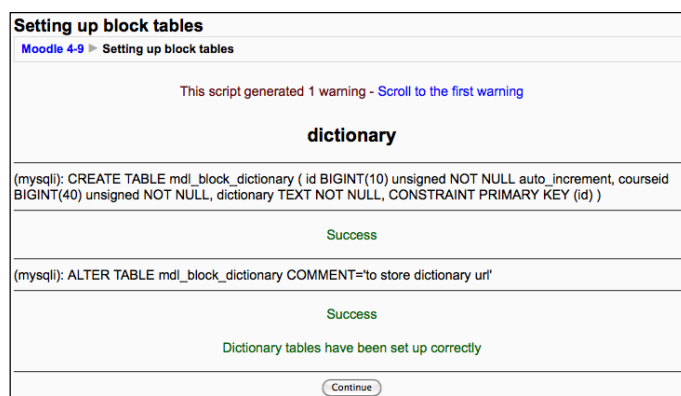 Setting up block tables
Moodle 4-9 ► Setting up block tables
This script generated 1 warning - Scroll to the first warning
dictionary
(mysqli): CREATE TABLE mdl_block_dictionary ( id BIGINT(10) unsigned NOT NULL auto_increment, courseid
BIGINT(40) unsigned NOT NULL, dictionary TEXT NOT NULL, CONSTRAINT PRIMARY KEY (id) )
Success
(mysqli): ALTER TABLE mdl_block_dictionary COMMENT='to store dictionary url'
Success
Dictionary tables have been set up correctly
Continue